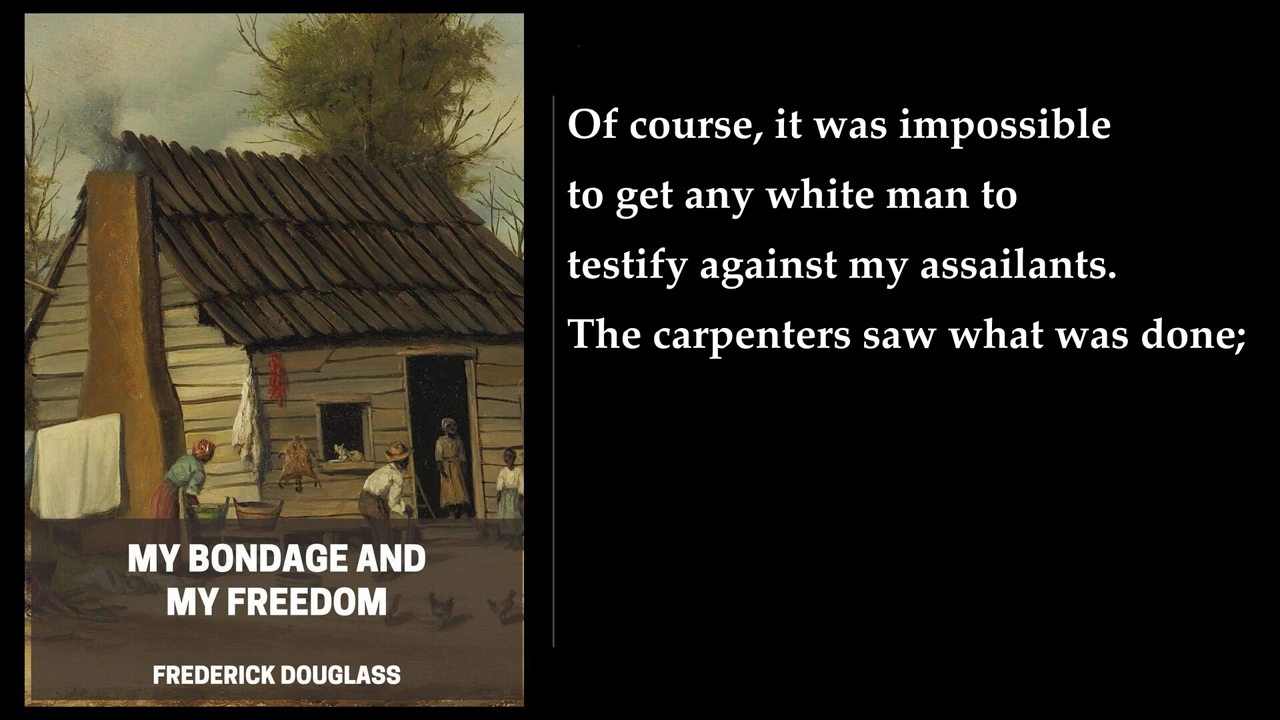 MY BONDAGE AND
MY FREEDOM
FREDERICK DOUGLASS
Of course, it was impossible
to get any white man to
testify against my assailants.
The carpenters saw what was done;